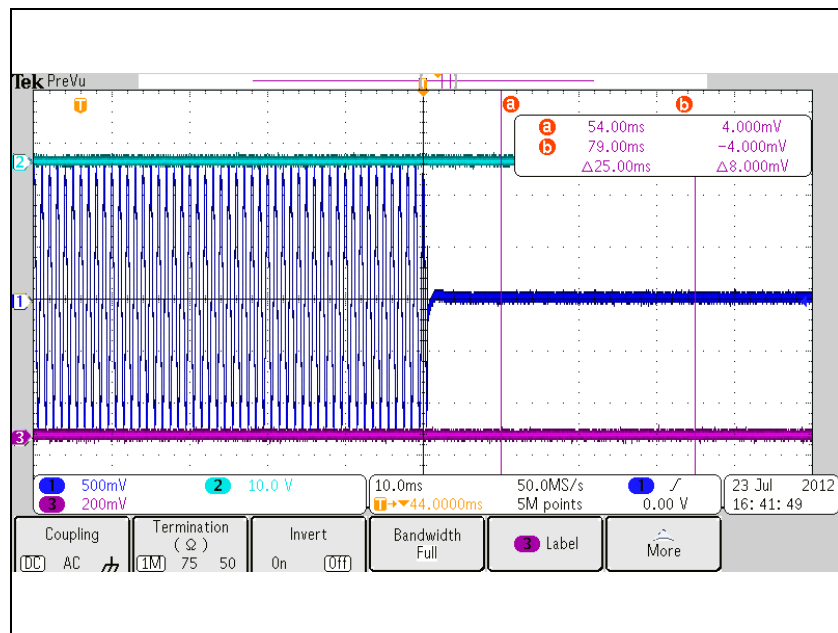 Tek PreVu
T
T
a b
a 54.00ms 4.000mV
b 79.00ms -4.000mV
Δ25.00ms Δ8.000mV
2
1
3
1 500mV 2 10.0 V
3 200mV
10.0ms 50.0MS/s
T→▼44.0000ms 5M points
1 ∫ 0.00 V
23 Jul 2012
16:41:49
Coupling
DC AC
Termination
(Ω)
1M 75 50
Invert
On Off
Bandwidth
Full
3 Label
More